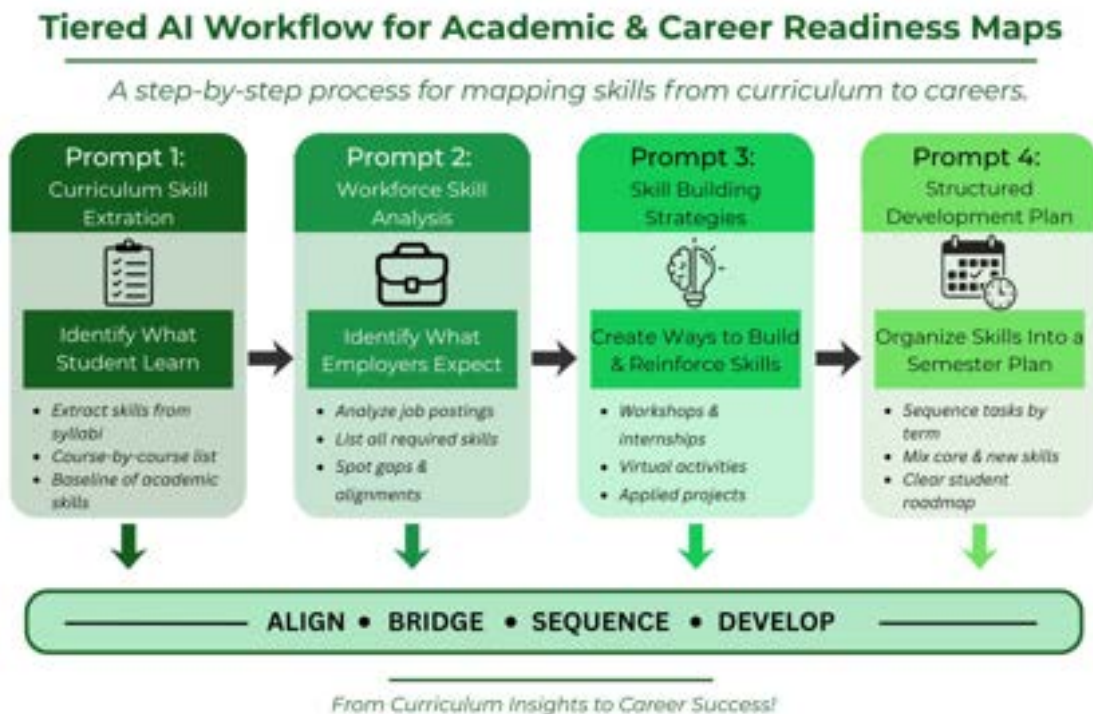 Tiered AI Workflow for Academic & Career Readiness Maps
A step-by-step process for mapping skills from curriculum to careers.
Prompt 1:
Curriculum Skill
Extration
Identify What
Student Learn
• Extract skills from
syllabi
• Course-by-course list
• Baseline of academic
skills
Prompt 2:
Workforce Skill
Analysis
Identify What
Employers Expect
• Analyze job postings
• List all required skills
• Spot gaps &
alignments
Prompt 3:
Skill Building
Strategies
Create Ways to Build
& Reinforce Skills
• Workshops &
internships
• Virtual activities
• Applied projects
Prompt 4:
Structured
Development Plan
Organize Skills Into a
Semester Plan
• Sequence tasks by
term
• Mix core & new skills
• Clear student
roadmap
ALIGN • BRIDGE • SEQUENCE • DEVELOP
From Curriculum Insights to Career Success!